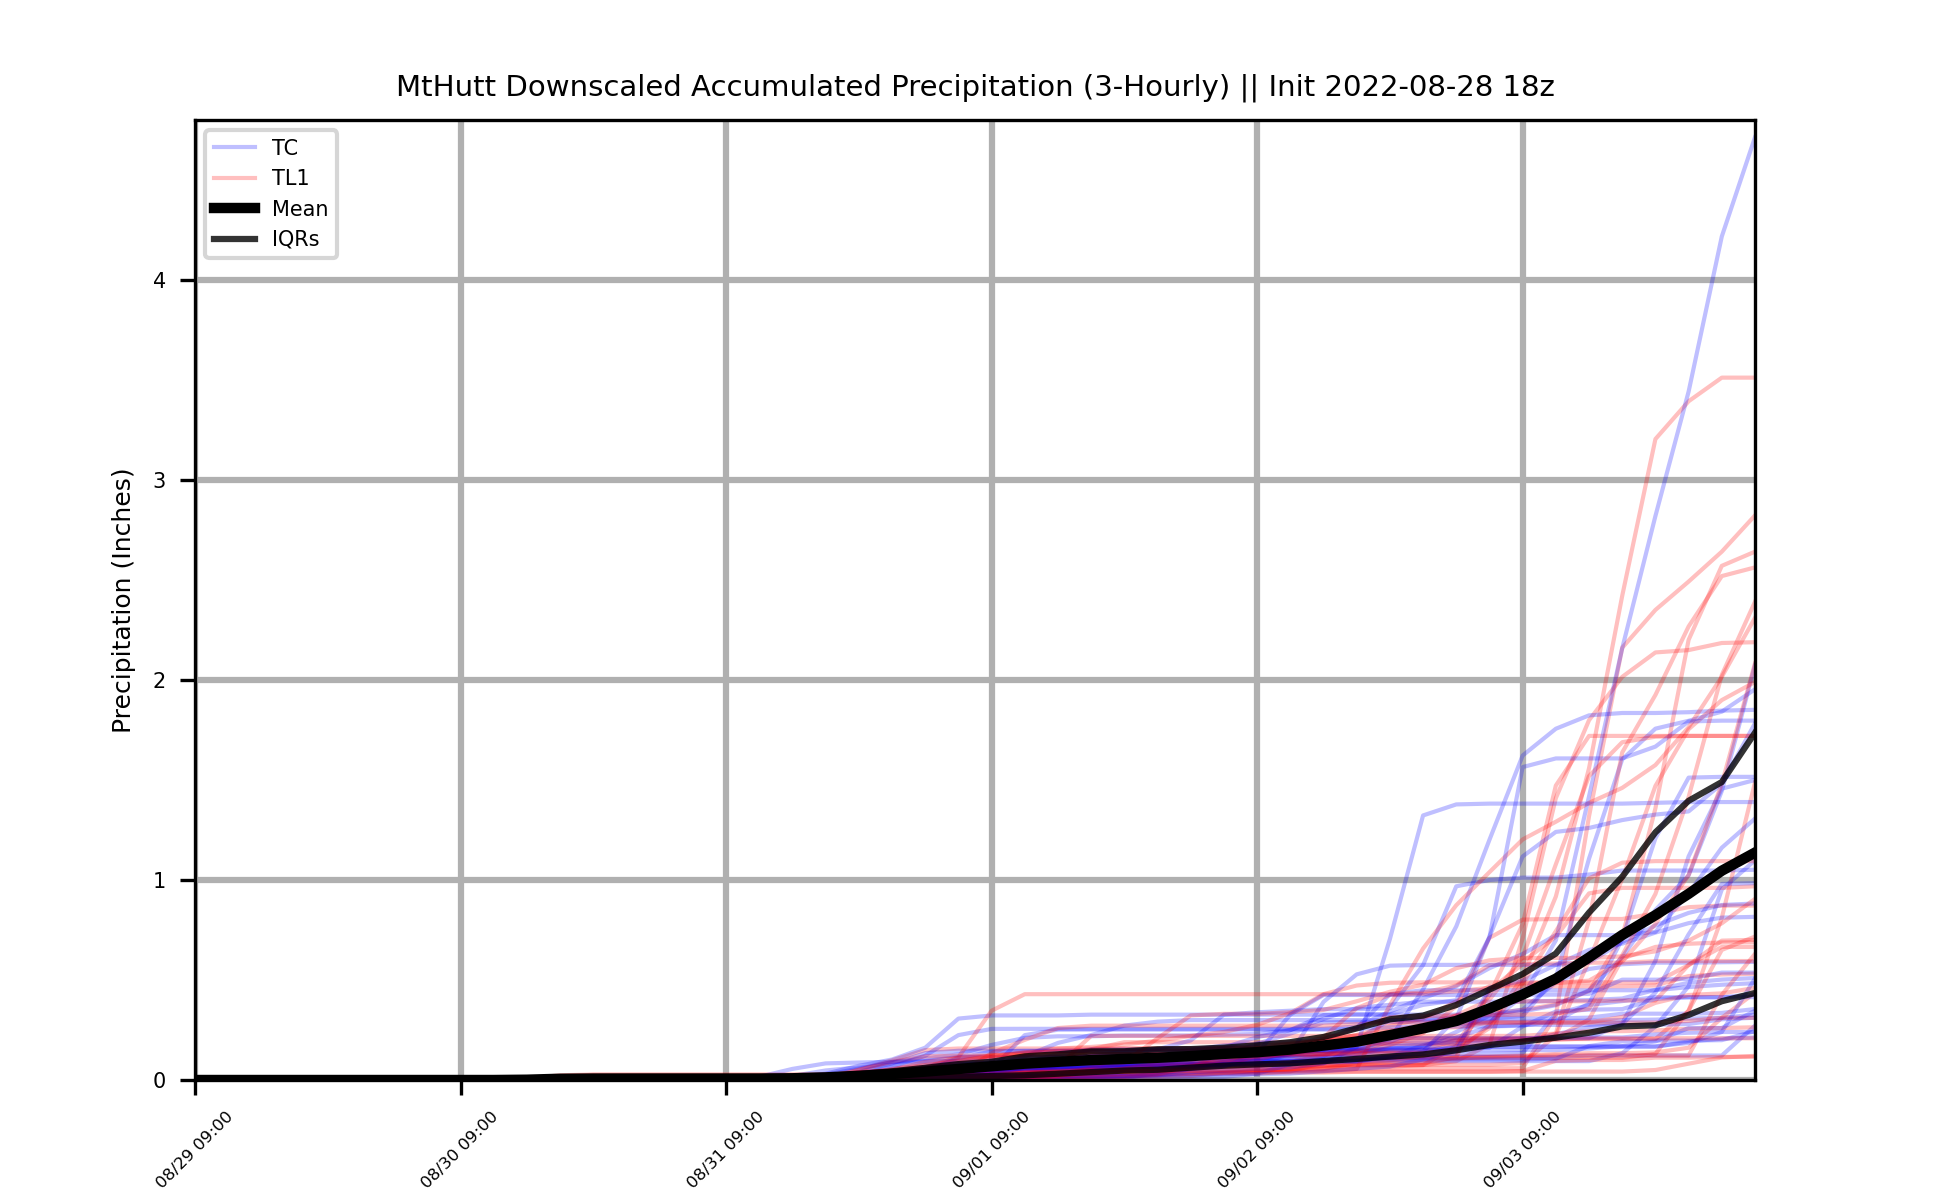 MtHutt Downscaled Accumulated Precipitation (3-Hourly) || Init 2022-08-28 18z
TC
TL1
Mean
IQRs
Precipitation (Inches)
4
3
2
1
0
08/29 09:00
08/30 09:00
08/31 09:00
09/01 09:00
09/02 09:00
09/03 09:00